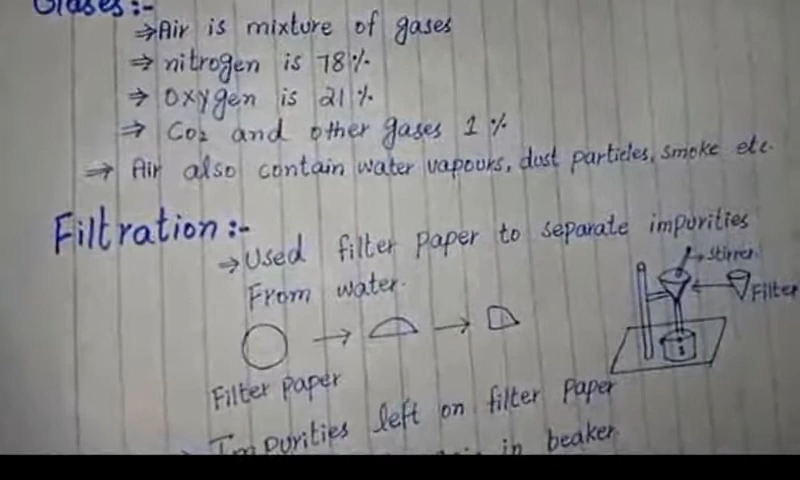 Gases:-
⇒ Air is mixture of gases
⇒ nitrogen is 78%
⇒ Oxygen is 21%
⇒ CO₂ and other gases 1%
⇒ Air also contain water vapours, dust particles, smoke etc.
Filtration:-
⇒ Used filter paper to separate impurities
From water.
→ Stirrer
Filter
Filter paper
Impurities left on filter paper
in beaker